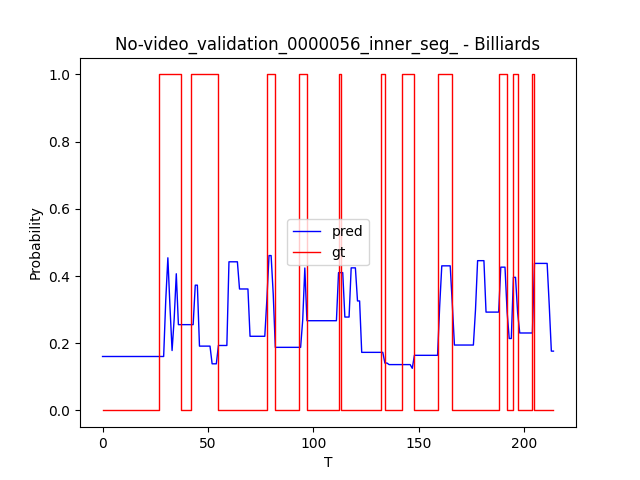 No-video_validation_0000056_inner_seg_ - Billiards
1.0
0.8
0.6
0.4
0.2
0.0
Probability
pred
gt
0 50 100 150 200
T